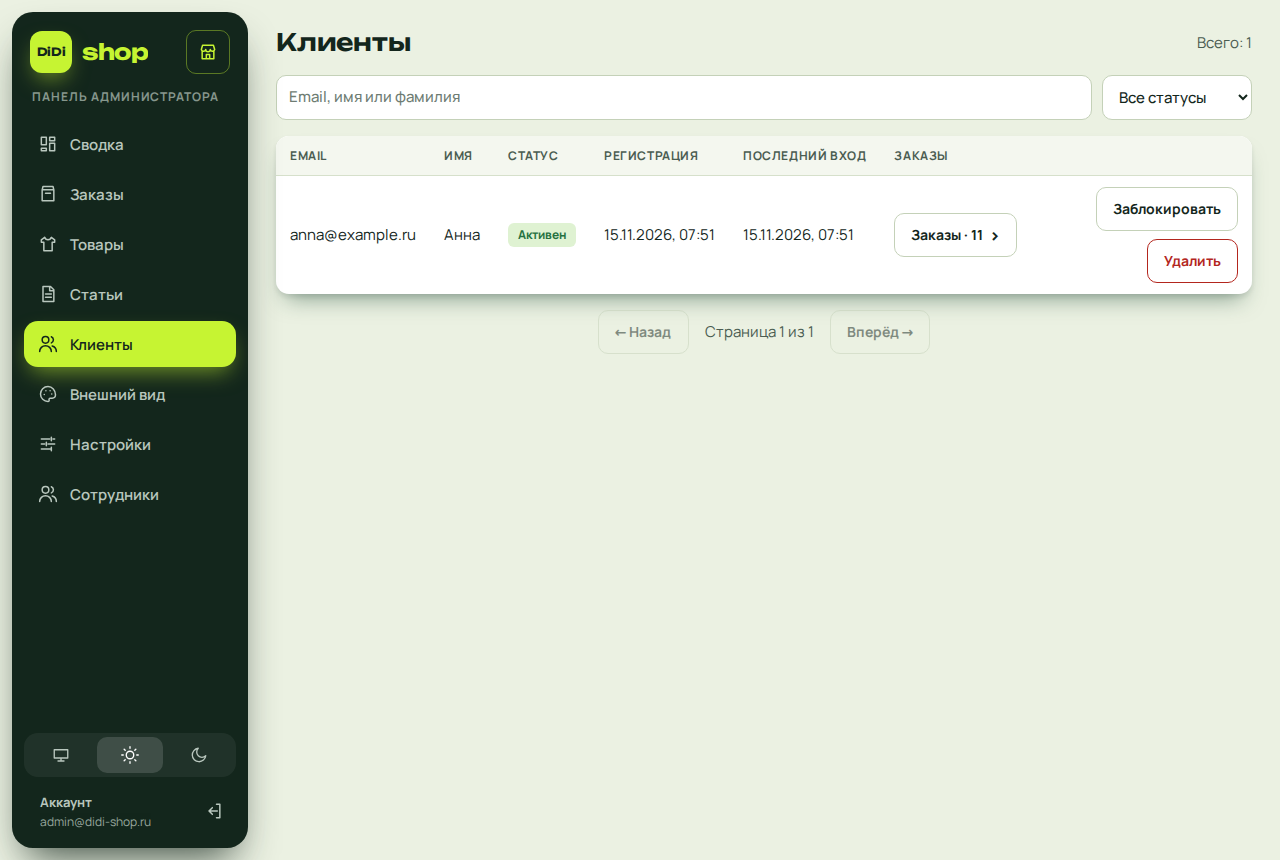 DiDi shop
ПАНЕЛЬ АДМИНИСТРАТОРА
Сводка
Заказы
Товары
Статьи
Клиенты
Внешний вид
Настройки
Сотрудники
Аккаунт
admin@didi-shop.ru
Клиенты
Всего: 1
Email, имя или фамилия
Все статусы
EMAIL ИМЯ СТАТУС РЕГИСТРАЦИЯ ПОСЛЕДНИЙ ВХОД ЗАКАЗЫ
anna@example.ru Анна Активен 15.11.2026, 07:51 15.11.2026, 07:51 Заказы · 11 ›
Заблокировать
Удалить
← Назад Страница 1 из 1 Вперёд →